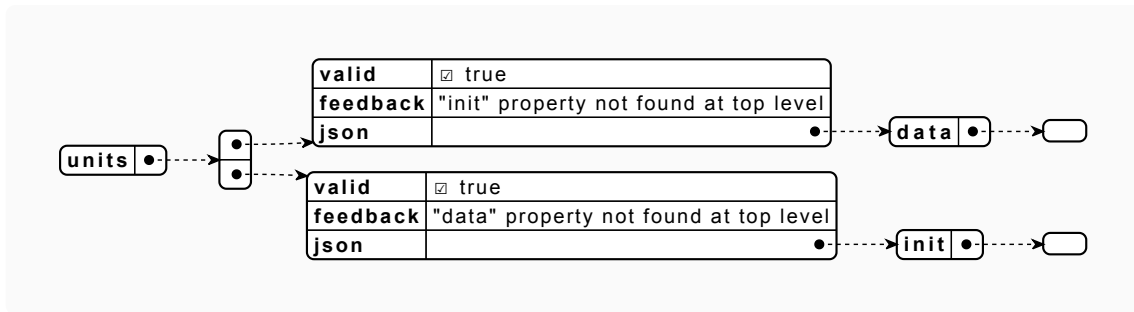 valid ☑ true
feedback "init" property not found at top level
json
data
units
valid ☑ true
feedback "data" property not found at top level
json
init